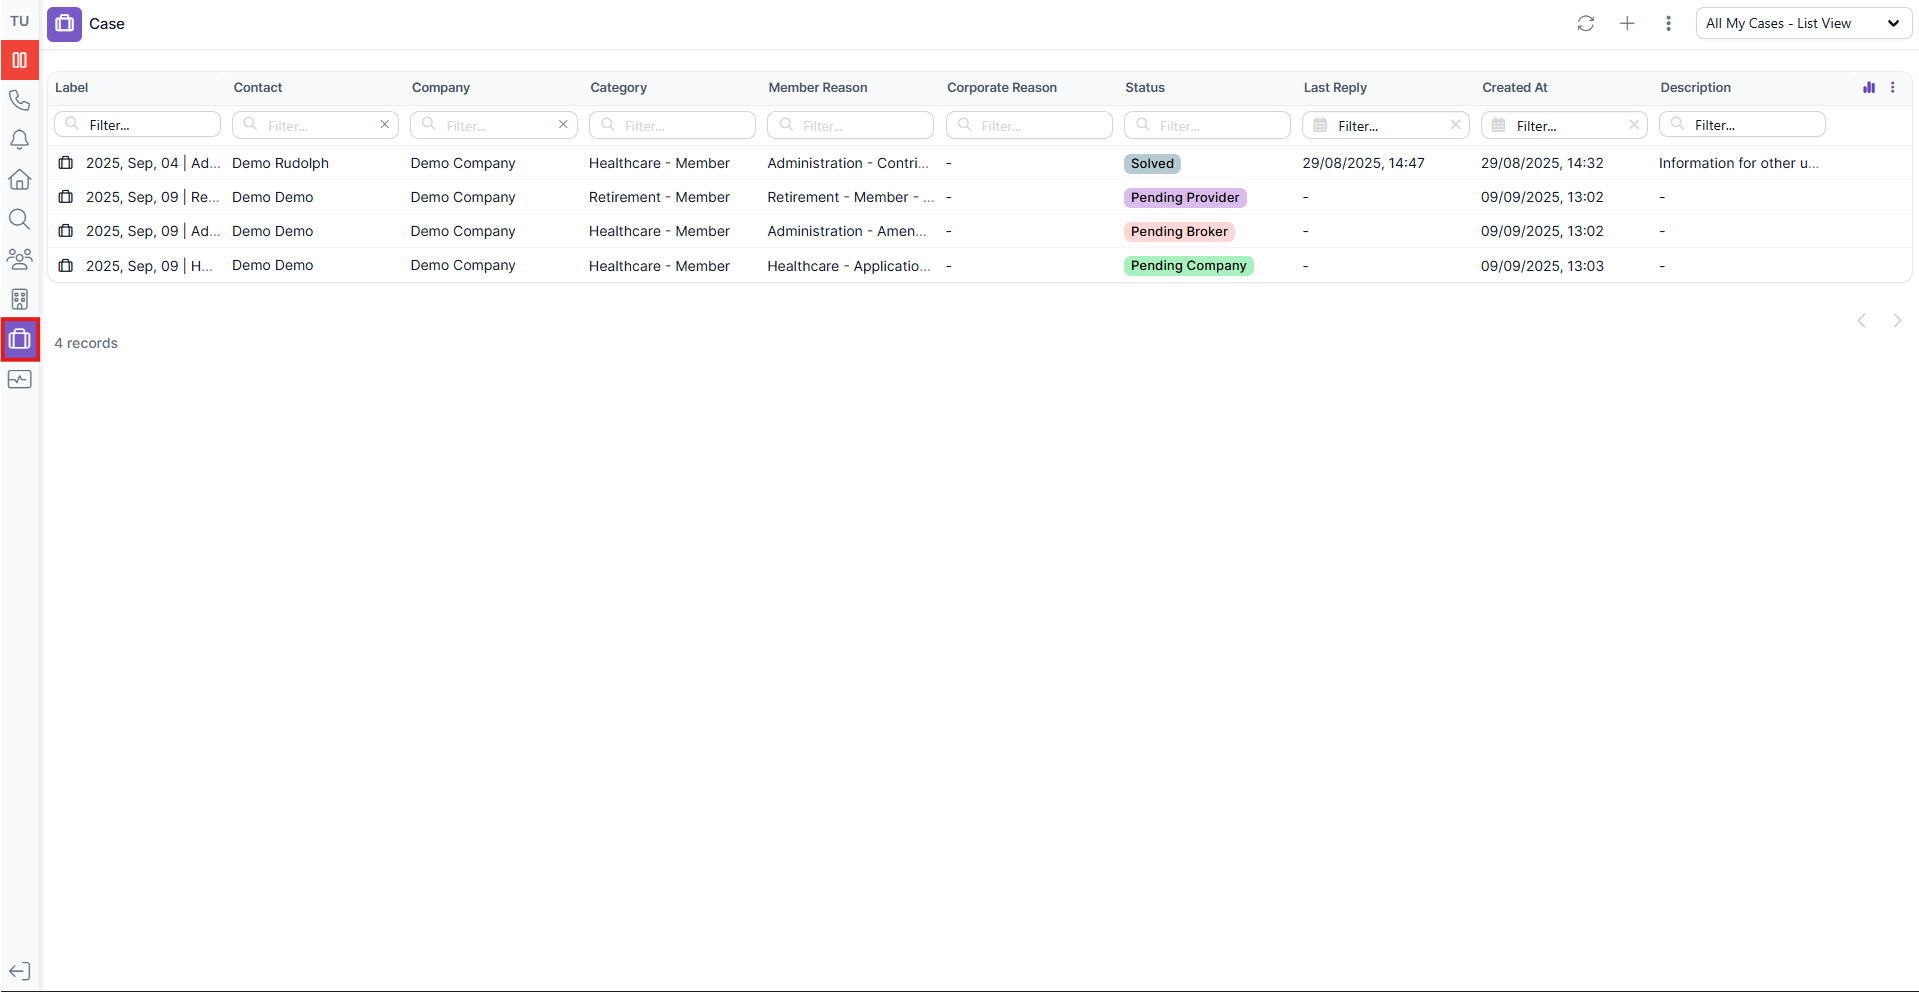 TU
Case
All My Cases - List View
Label Contact Company Category Member Reason Corporate Reason Status Last Reply Created At Description
Filter... Filter... Filter... Filter... Filter... Filter... Filter... Filter... Filter... Filter...
2025, Sep, 04 | Ad... Demo Rudolph Demo Company Healthcare - Member Administration - Contri... - Solved 29/08/2025, 14:47 29/08/2025, 14:32 Information for other u...
2025, Sep, 09 | Re... Demo Demo Demo Company Retirement - Member Retirement - Member - ... - Pending Provider - 09/09/2025, 13:02 -
2025, Sep, 09 | Ad... Demo Demo Demo Company Healthcare - Member Administration - Amen... - Pending Broker - 09/09/2025, 13:02 -
2025, Sep, 09 | H... Demo Demo Demo Company Healthcare - Member Healthcare - Applicatio... - Pending Company - 09/09/2025, 13:03 -
4 records